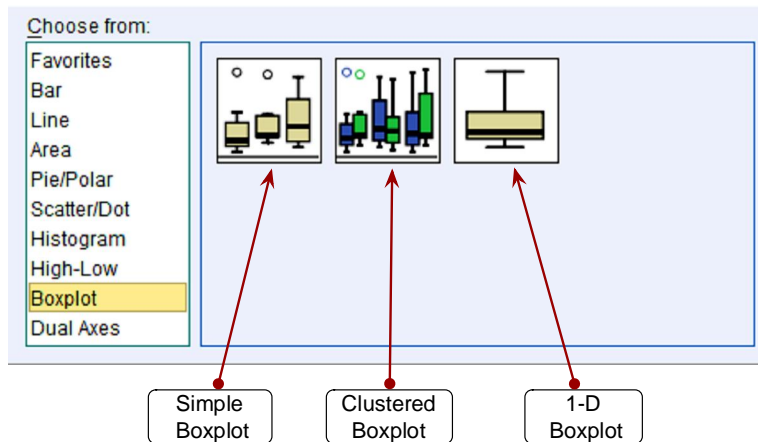 Choose from:
Favorites
Bar
Line
Area
Pie/Polar
Scatter/Dot
Histogram
High-Low
Boxplot
Dual Axes
Simple
Boxplot
Clustered
Boxplot
1-D
Boxplot